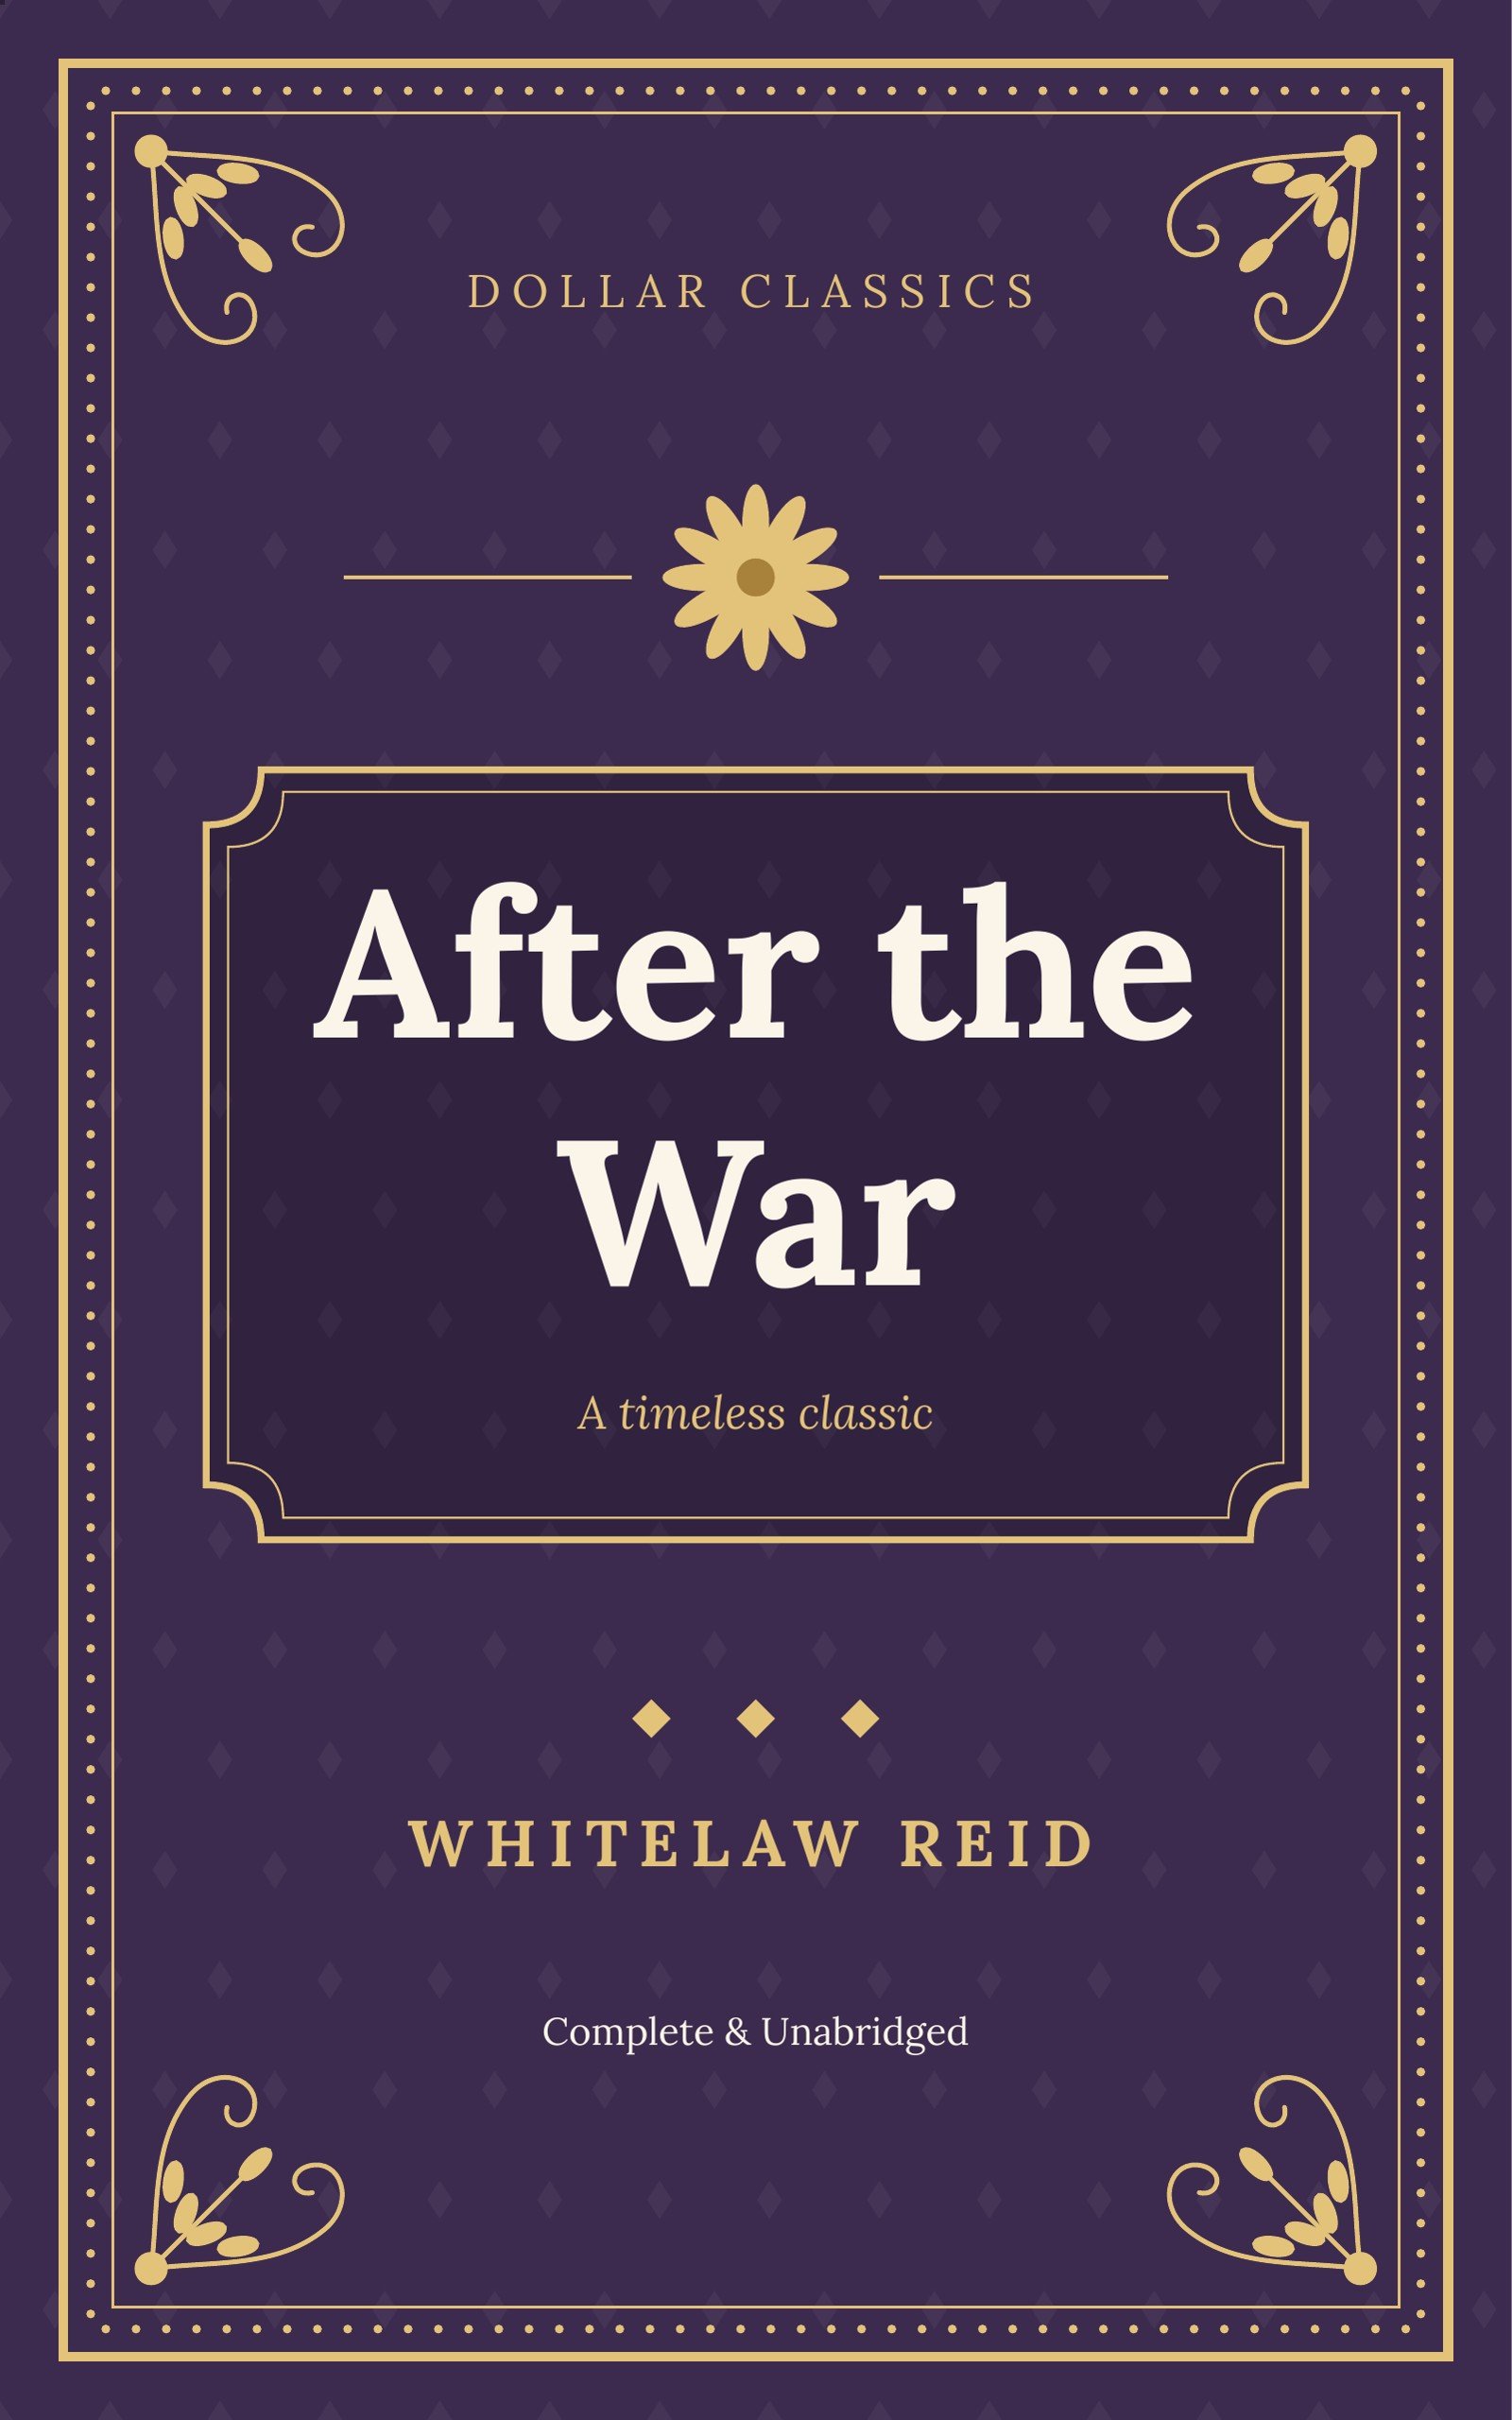 DOLLAR CLASSICS
After the
War
A timeless classic
WHITELAW REID
Complete & Unabridged